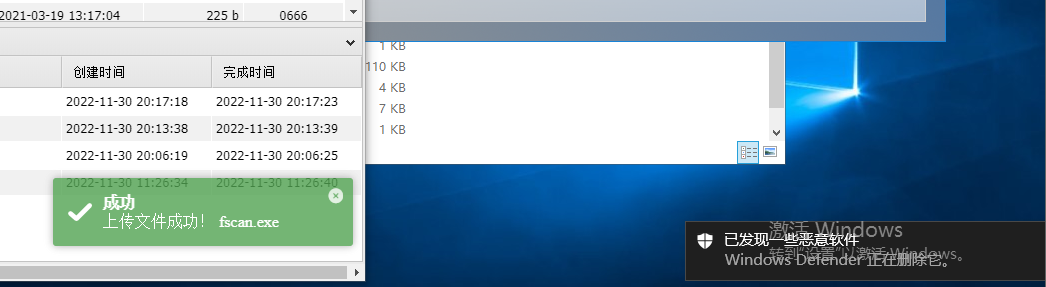 2021-03-19 13:17:04 225 b 0666
1 KB
110 KB
4 KB
7 KB
1 KB
创建时间 完成时间
2022-11-30 20:17:18 2022-11-30 20:17:23
2022-11-30 20:13:38 2022-11-30 20:13:39
2022-11-30 20:06:19 2022-11-30 20:06:25
2022-11-30 11:26:34 2022-11-30 11:26:40
成功
上传文件成功! fscan.exe
激活 Windows
转到"设置"以激活 Windows。
已发现一些恶意软件
Windows Defender 正在删除它。